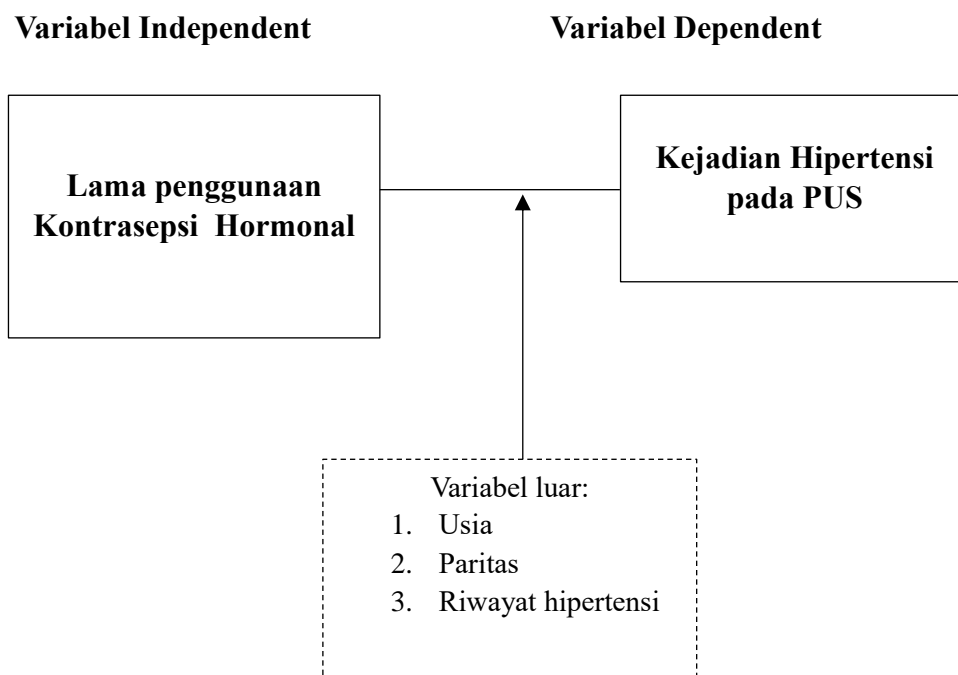 Variabel Independent
Variabel Dependent
Lama penggunaan
Kontrasepsi Hormonal
Kejadian Hipertensi
pada PUS
Variabel luar:
1. Usia
2. Paritas
3. Riwayat hipertensi